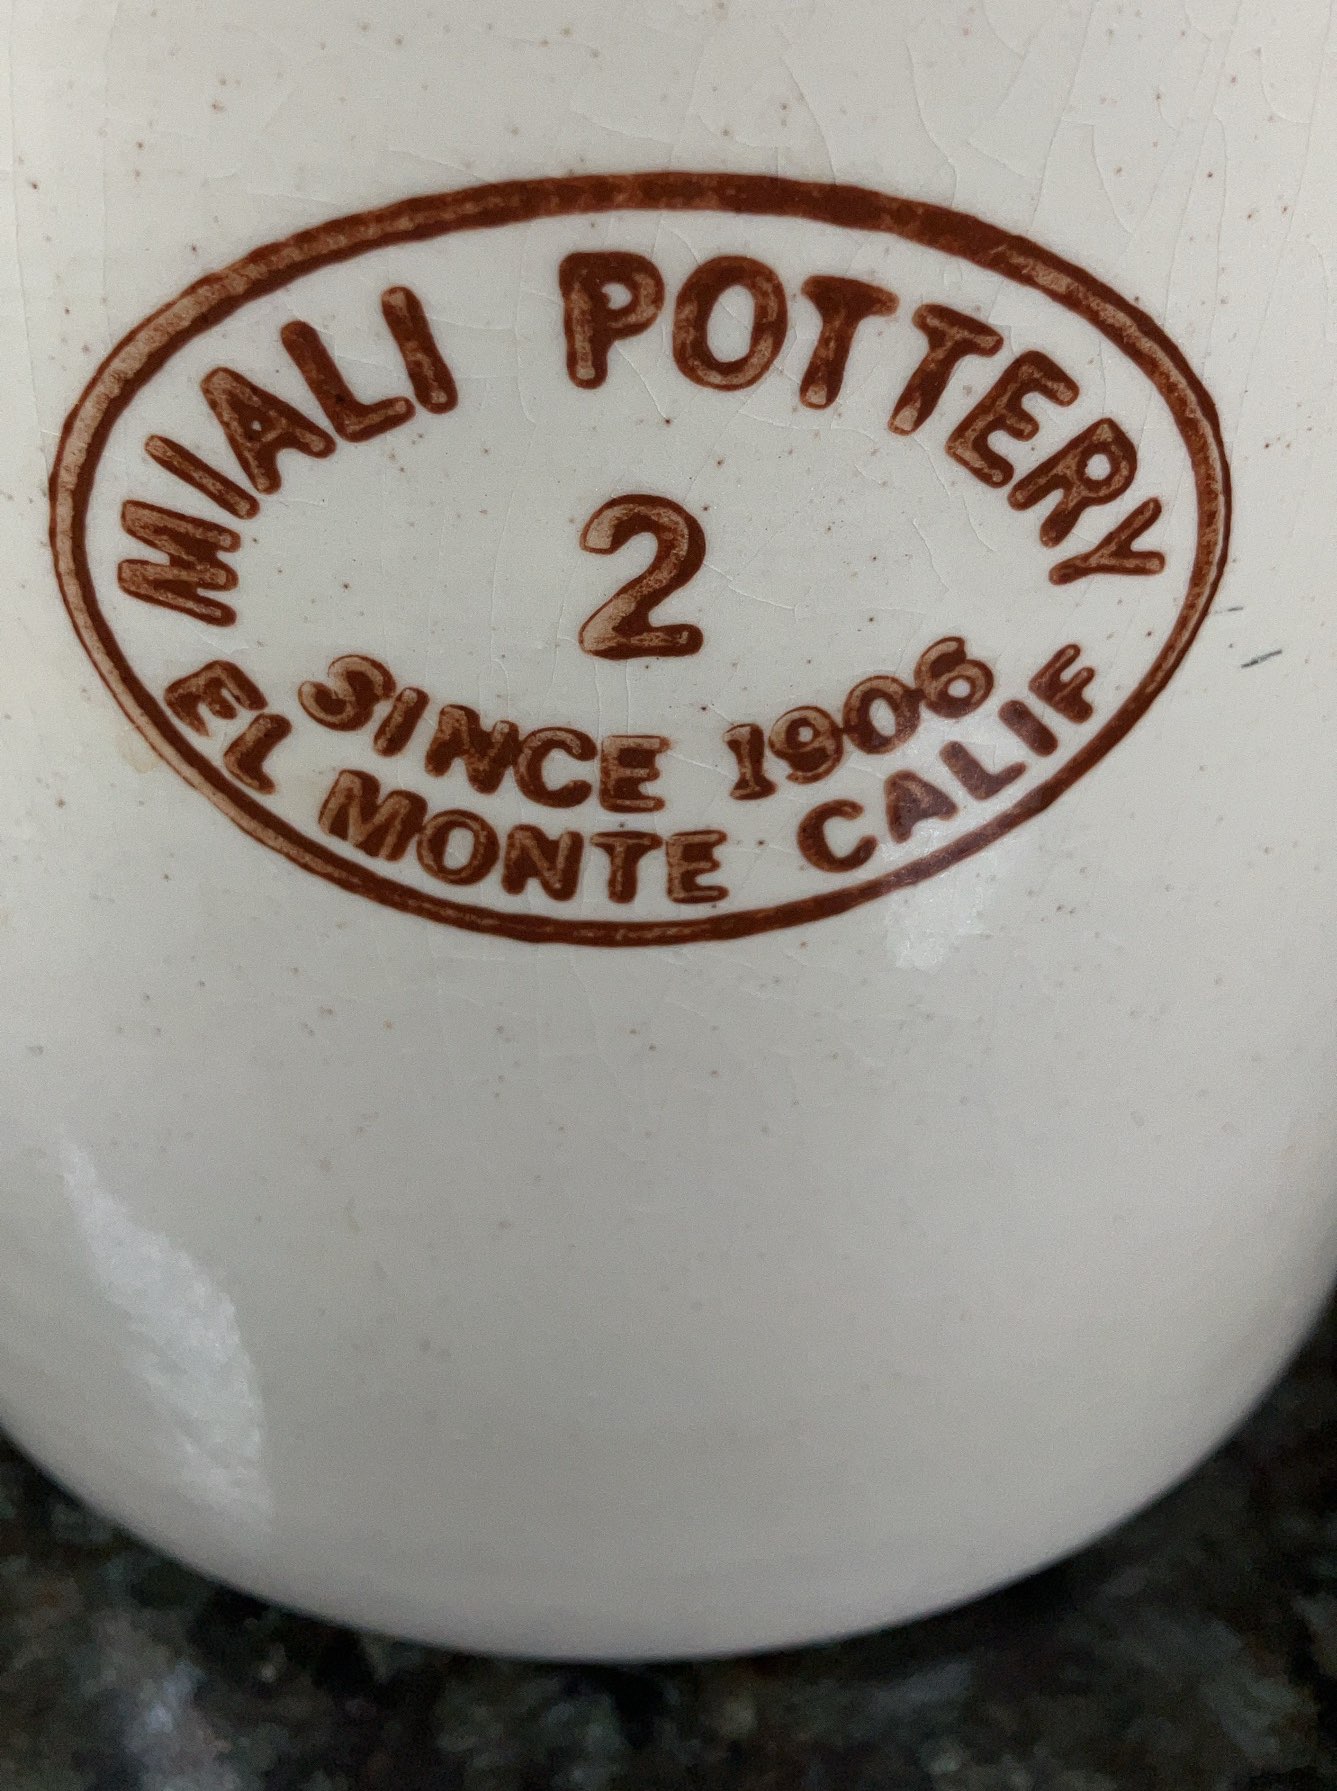 MIALI POTTERY
2
SINCE 1906
EL MONTE CALIF